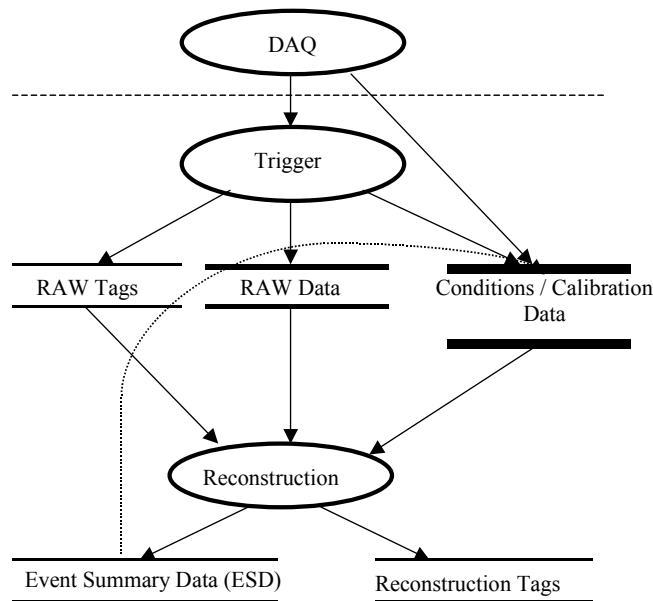 DAQ
Trigger
RAW Tags
RAW Data
Conditions / Calibration
Data
Reconstruction
Event Summary Data (ESD)
Reconstruction Tags